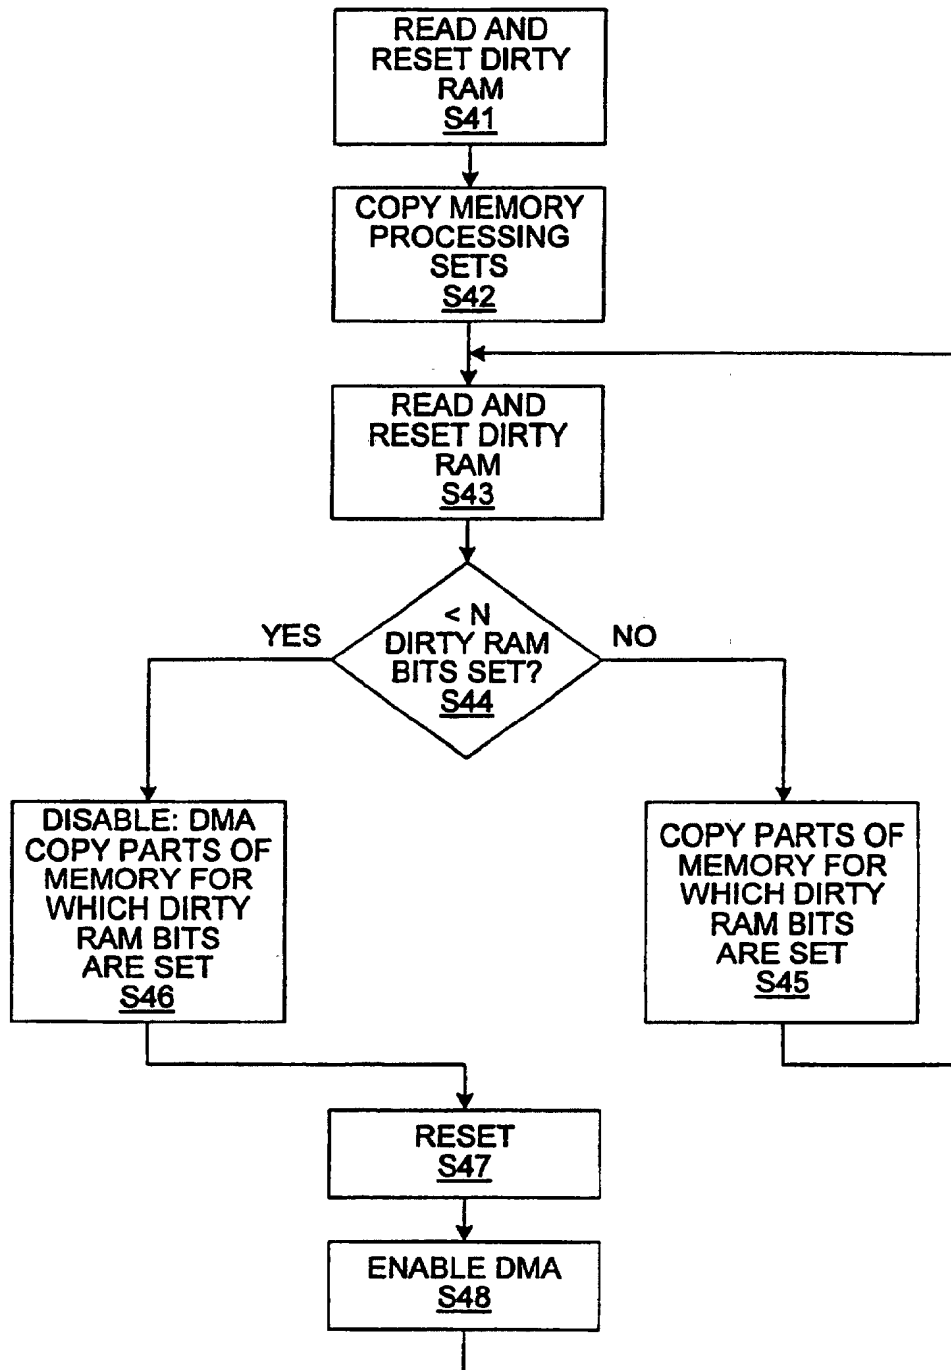 READ AND
RESET DIRTY
RAM
S41
COPY MEMORY
PROCESSING
SETS
S42
READ AND
RESET DIRTY
RAM
S43
< N
DIRTY RAM
BITS SET?
S44
YES
NO
DISABLE: DMA
COPY PARTS OF
MEMORY FOR
WHICH DIRTY
RAM BITS
ARE SET
S46
COPY PARTS OF
MEMORY FOR
WHICH DIRTY
RAM BITS
ARE SET
S45
RESET
S47
ENABLE DMA
S48